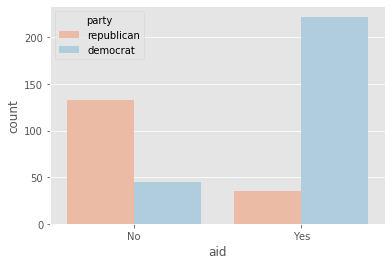 party
republican
democrat
200
150
100
50
0
count
No
Yes
aid